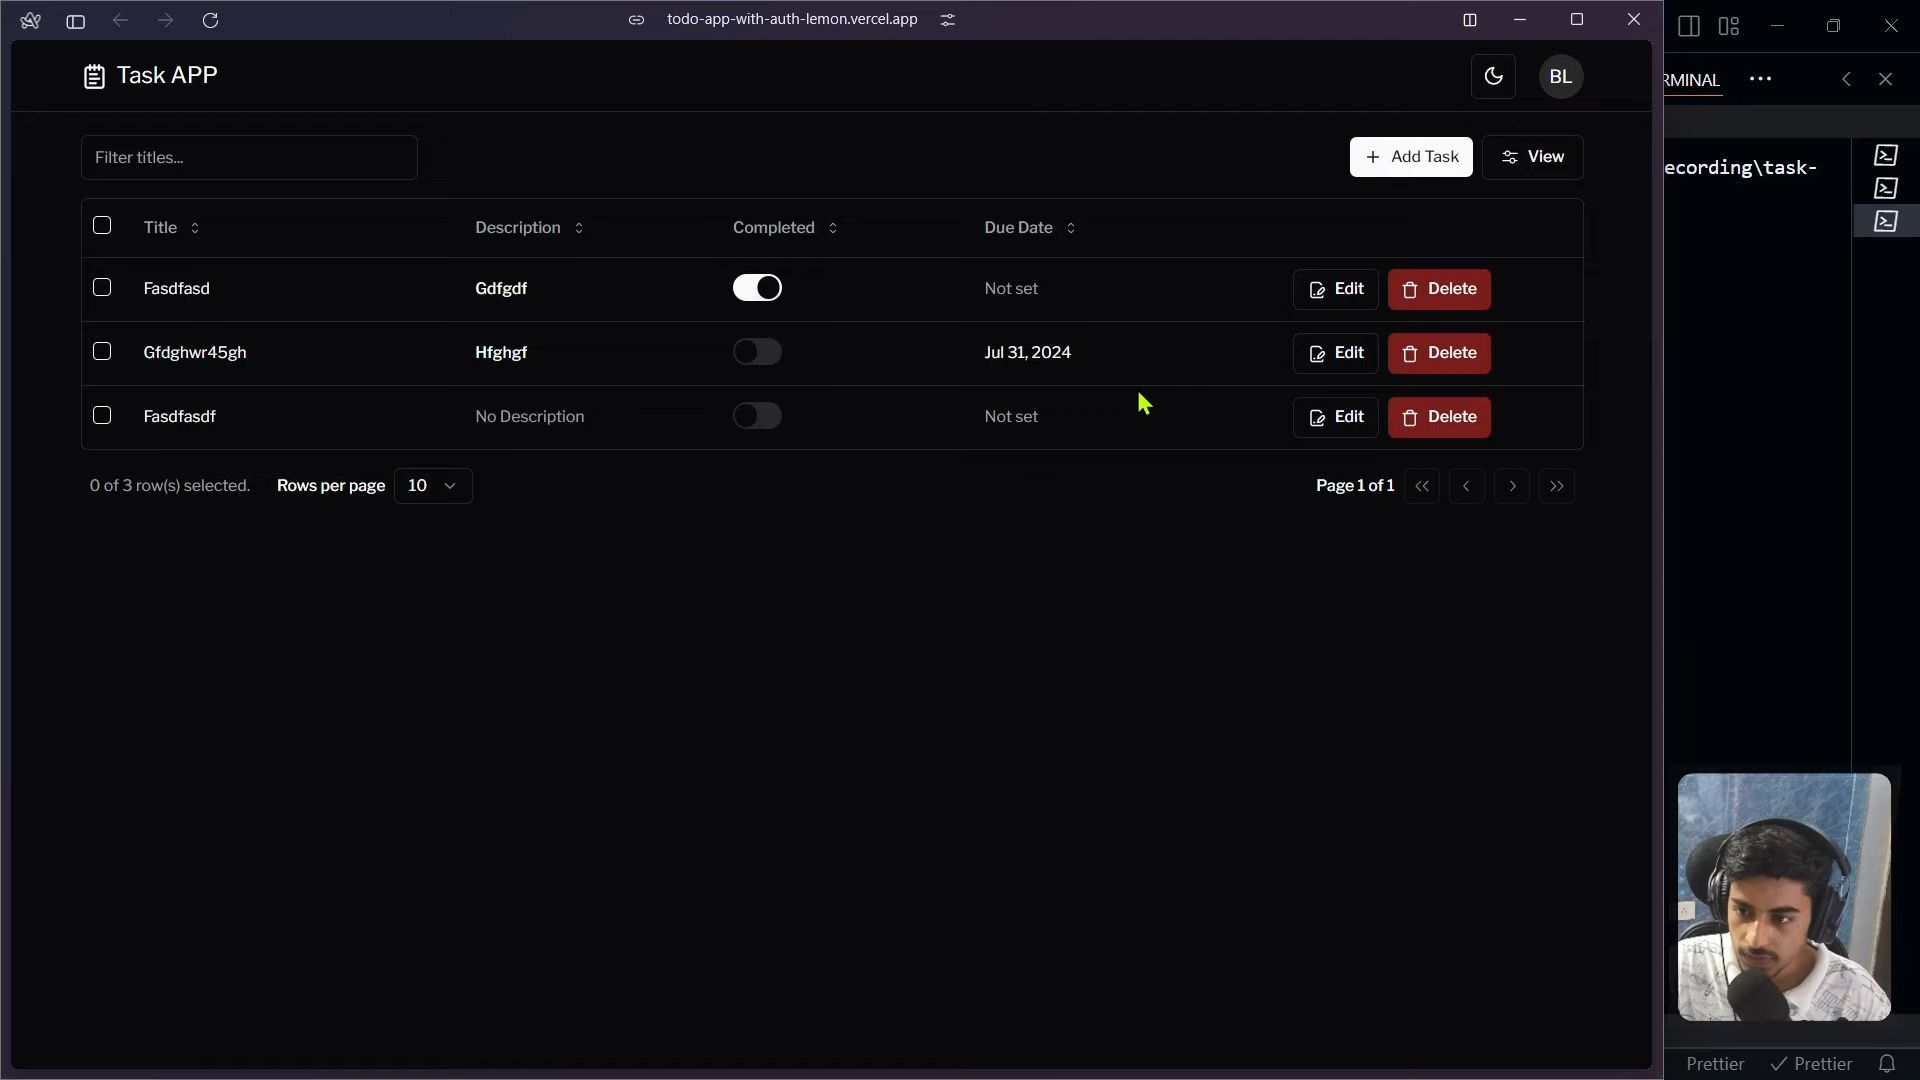 todo-app-with-auth-lemon.vercel.app
Task APP
BL
RMINAL
Filter titles...
Add Task
View
ecording\task-
Title
Description
Completed
Due Date
Fasdfasd
Gdfgdf
Not set
Edit
Delete
Gfdghwr45gh
Hfghgf
Jul 31, 2024
Edit
Delete
Fasdfasdf
No Description
Not set
Edit
Delete
0 of 3 row(s) selected.
Rows per page
10
Page 1 of 1
Prettier
Prettier